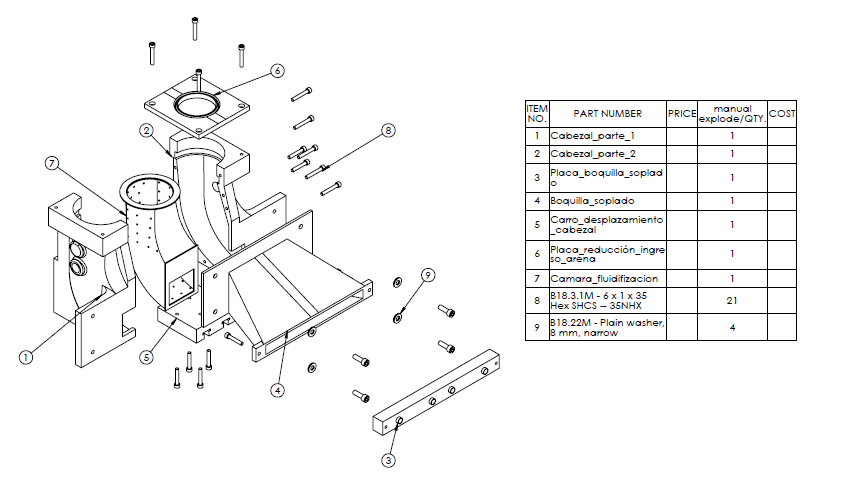 6
2
8
7
9
1
5
4
3
ITEM NO. PART NUMBER PRICE manual explode/QTY. COST
1 Cabezal_parte_1 1
2 Cabezal_parte_2 1
3 Placa_boquilla_soplad
o 1
4 Boquilla_soplado 1
5 Carro_desplazamiento
_cabezal 1
6 Placa_reducción_ingre
so_arena 1
7 Camara_fluidifizacion 1
8 B18.3.1M - 6 x 1 x 35
Hex SHCS -- 35NHX 21
9 B18.22M - Plain washer,
8 mm, narrow 4